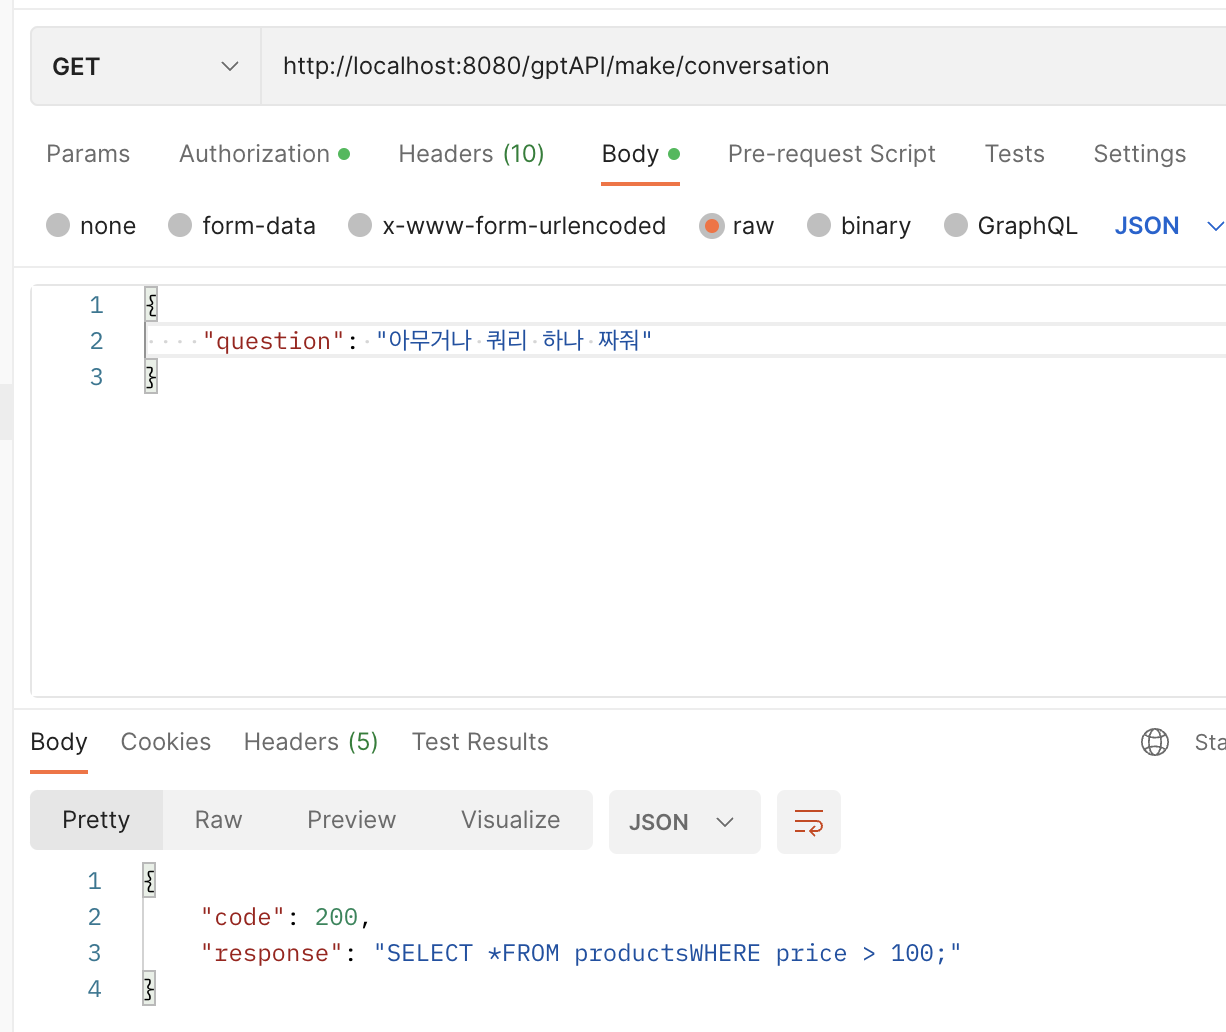 GET http://localhost:8080/gptAPI/make/conversation
Params Authorization Headers (10) Body Pre-request Script Tests Settings
none form-data x-www-form-urlencoded raw binary GraphQL JSON
1 {
2 "question": "아무거나 쿼리 하나 짜줘"
3 }
Body Cookies Headers (5) Test Results Sta
Pretty Raw Preview Visualize JSON
1 {
2 "code": 200,
3 "response": "SELECT *FROM productsWHERE price > 100;"
4 }